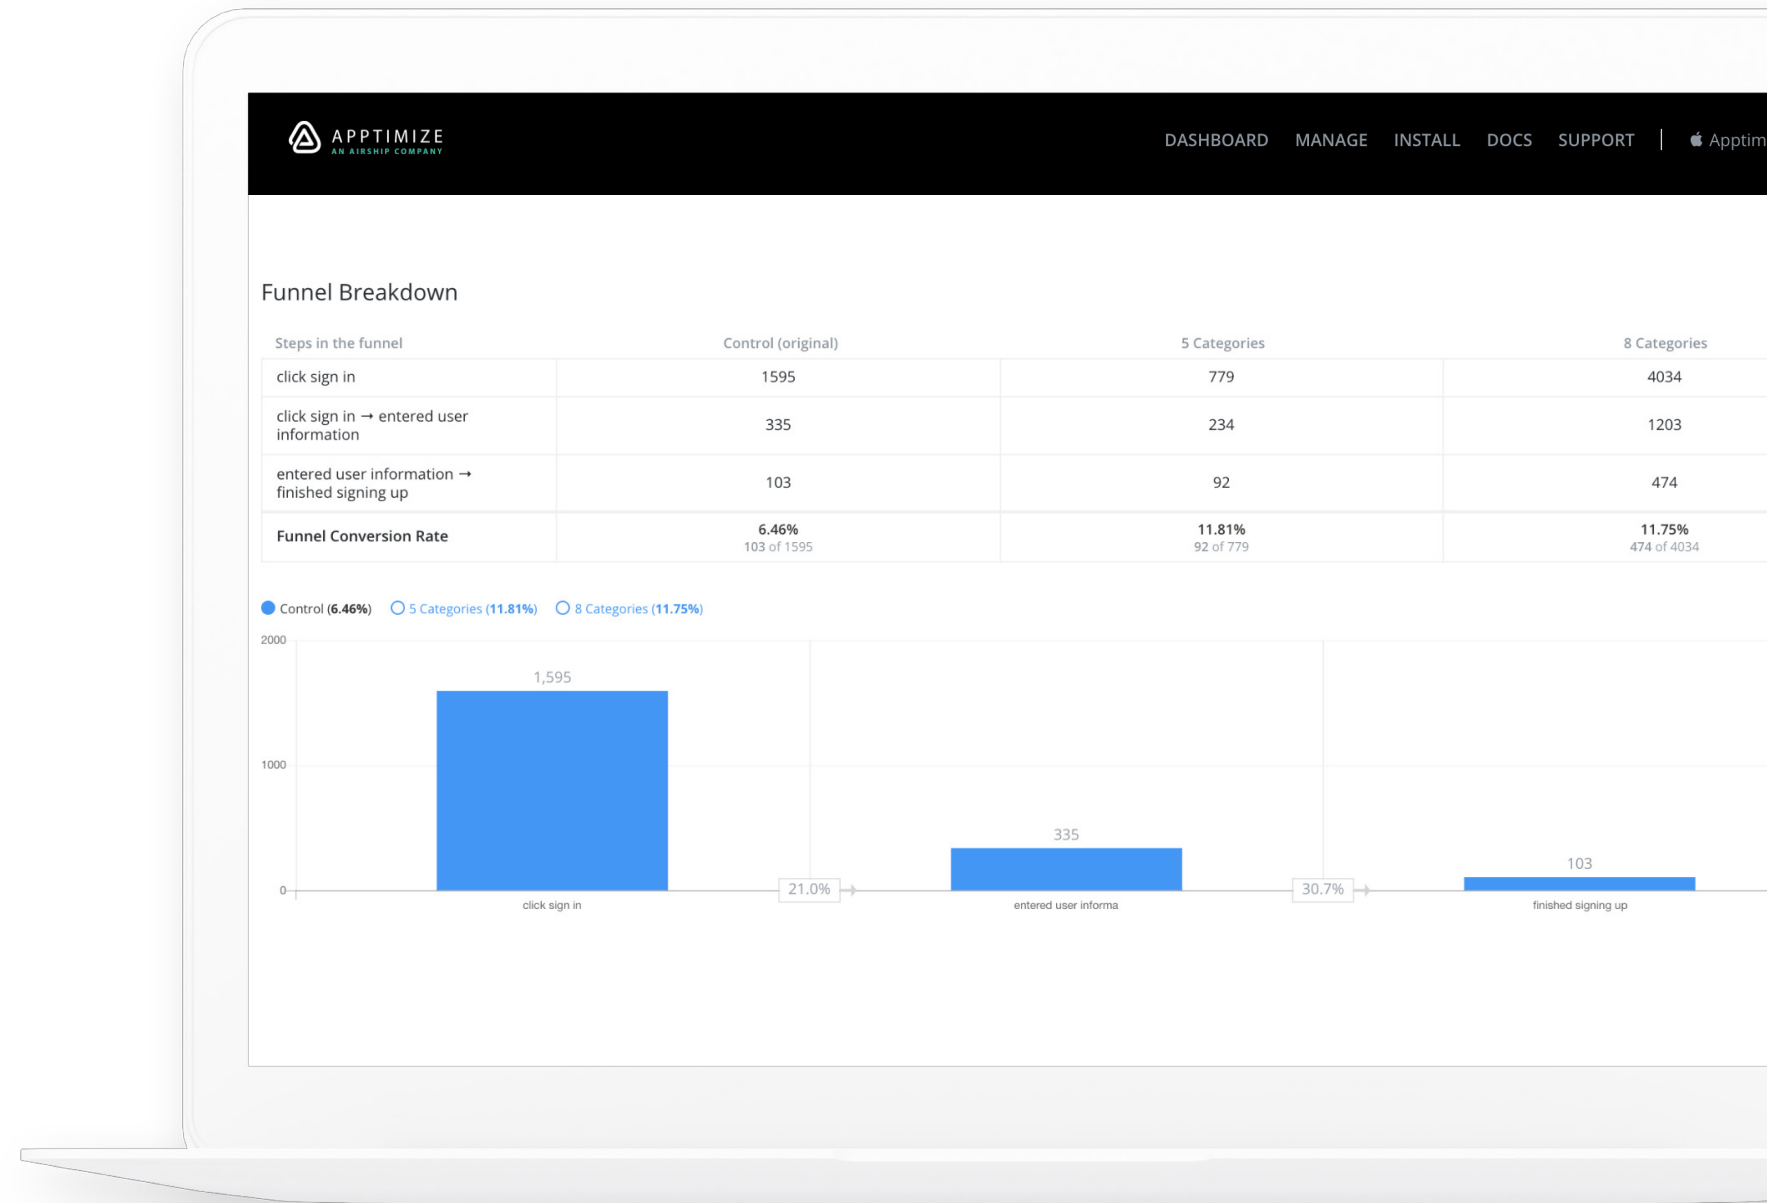 APPTIMIZE
AN AIRSHIP COMPANY
DASHBOARD MANAGE INSTALL DOCS SUPPORT Apptim
Funnel Breakdown
Steps in the funnel Control (original) 5 Categories 8 Categories
click sign in 1595 779 4034
click sign in → entered user
information 335 234 1203
entered user information →
finished signing up 103 92 474
Funnel Conversion Rate 6.46% 11.81% 11.75%
103 of 1595 92 of 779 474 of 4034
Control (6.46%) 5 Categories (11.81%) 8 Categories (11.75%)
2000
1,595
1000
335
103
0 21.0% 30.7%
click sign in entered user informa finished signing up